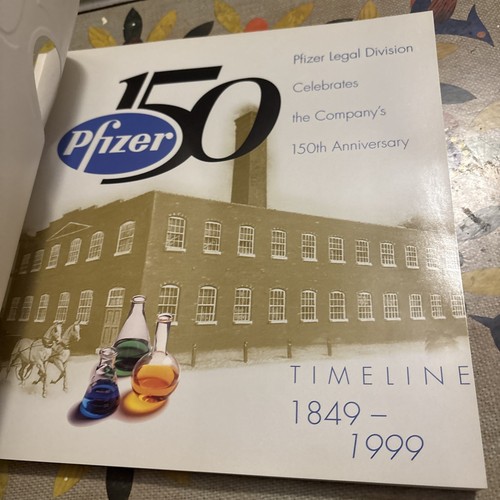 150
Pfizer
Pfizer Legal Division
Celebrates
the Company's
150th Anniversary
TIMELINE
1849 –
1999